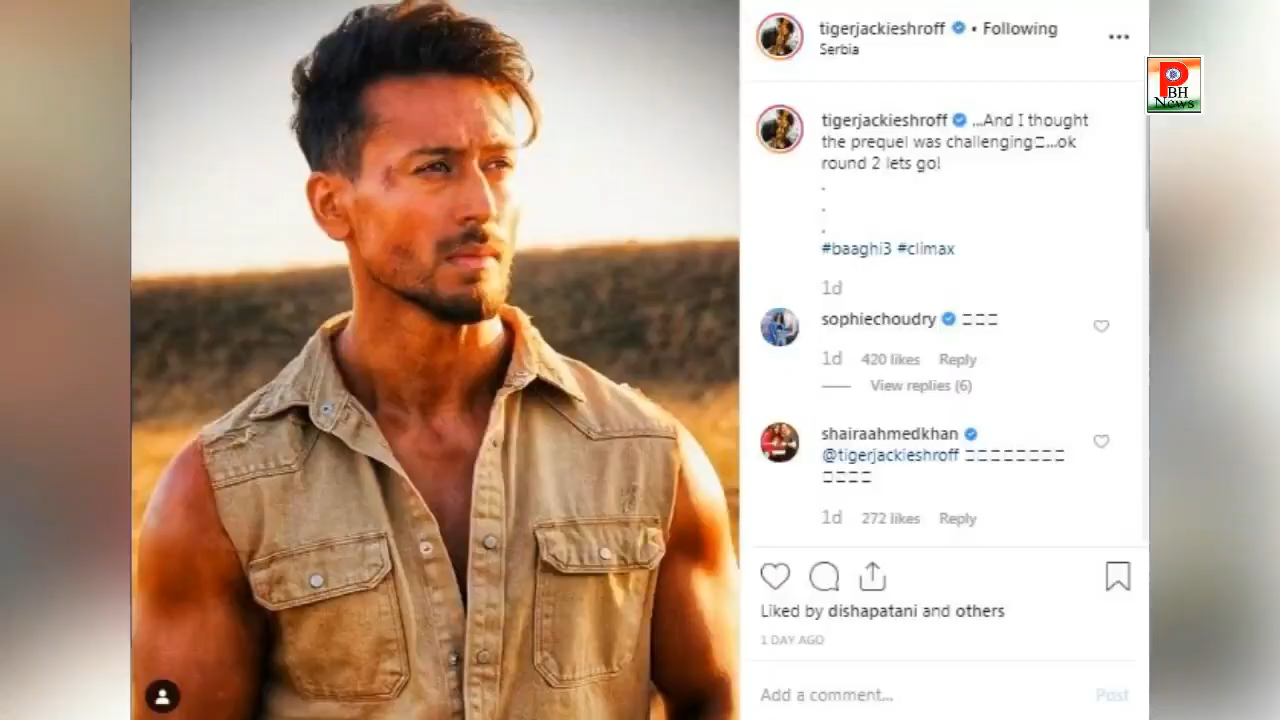 tigerjackieshroff • Following
Serbia
P
BH
News
tigerjackieshroff ...And I thought
the prequel was challenging...ok
round 2 lets go!
.
.
.
#baaghi3 #climax
1d
sophiechoudry
1d 420 likes Reply
View replies (6)
shairaahmedkhan
@tigerjackieshroff
1d 272 likes Reply
Liked by dishapatani and others
1 DAY AGO
Add a comment... Post